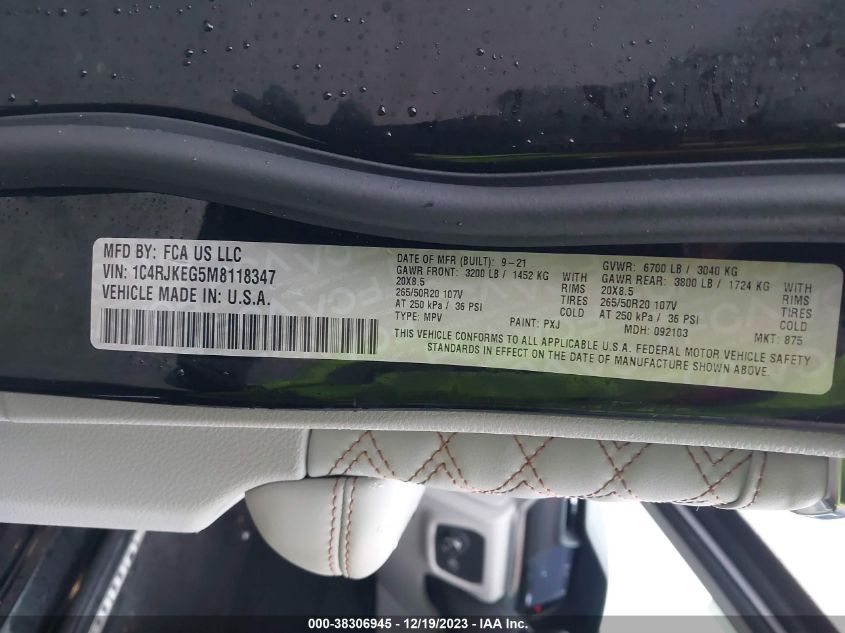 MFD BY: FCA US LLC
VIN: 1C4RJKEG5M8118347
VEHICLE MADE IN: U.S.A.
DATE OF MFR (BUILT): 9-21
GAWR FRONT: 3200 LB / 1452 KG WITH
20X8.5 RIMS
265/50R20 107V TIRES
AT 250 kPa / 36 PSI COLD
TYPE: MPV PAINT: PXJ
GVWR: 6700 LB / 3040 KG
GAWR REAR: 3800 LB / 1724 KG WITH
20X8.5 RIMS
265/50R20 107V TIRES
AT 250 kPa / 36 PSI COLD
MDH: 092103 MKT: 875
THIS VEHICLE CONFORMS TO ALL APPLICABLE U.S.A. FEDERAL MOTOR VEHICLE SAFETY
STANDARDS IN EFFECT ON THE DATE OF MANUFACTURE SHOWN ABOVE.
000-38306945 - 12/19/2023 - IAA Inc.